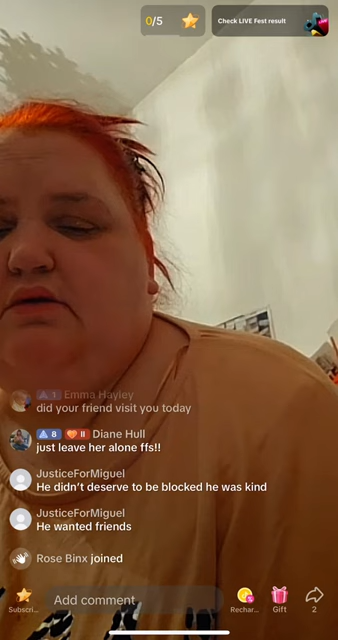 0/5
Check LIVE Fest result
1 Emma Hayley
did your friend visit you today
8 II Diane Hull
just leave her alone ffs!!
JusticeForMiguel
He didn’t deserve to be blocked he was kind
JusticeForMiguel
He wanted friends
Rose Binx joined
Subscri...
Add comment
Rechar...
Gift
2